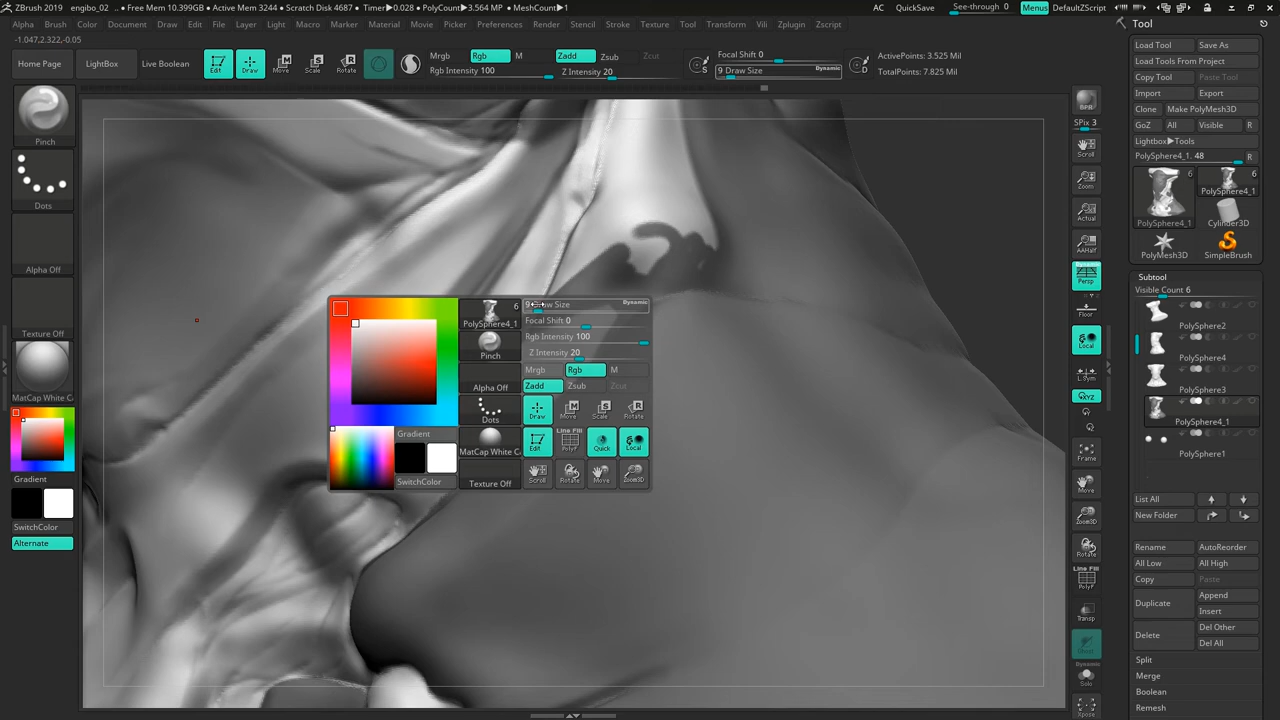 ZBrush 2019 engibo_02 .. • Free Mem 10.399GB • Active Mem 3244 • Scratch Disk 4687 • Timer▶0.028 • PolyCount▶3.564 MP • MeshCount▶1
AC QuickSave See-through 0 Menus DefaultZScript
Alpha Brush Color Document Draw Edit File Layer Light Macro Marker Material Movie Picker Preferences Render Stencil Stroke Texture Tool Transform Vili Zplugin Zscript
-1.047,2.322,-0.05
Tool
Home Page LightBox Live Boolean Edit Draw Move Scale Rotate
Mrgb Rgb M Zadd Zsub Zcut
Rgb Intensity 100 Z Intensity 20
Focal Shift 0
9 Draw Size Dynamic
S D
ActivePoints: 3.525 Mil
TotalPoints: 7.825 Mil
Load Tool Save As
Load Tools From Project
Copy Tool Paste Tool
Import Export
Clone Make PolyMesh3D
GoZ All Visible R
Lightbox▶Tools
PolySphere4_1. 48 R
6 6
PolySphere4_1 PolySphere4_1
Cylinder3D
PolyMesh3D SimpleBrush
Subtool
Visible Count 6
PolySphere2
PolySphere4
PolySphere3
PolySphere4_1
PolySphere1
List All
New Folder
Rename AutoReorder
All Low All High
Copy Paste
Duplicate Append
Insert
Delete Del Other
Del All
Split
Merge
Boolean
Remesh
Pinch
Dots
Alpha Off
Texture Off
MatCap White C
Gradient
SwitchColor
Alternate
BPR
SPix 3
Scroll
Zoom
Actual
AAHalf
Dynamic
Persp
Floor
Local
L.Sym
XYZ
Frame
Move
Zoom3D
Rotate
Line Fill
PolyF
Transp
Ghost
Dynamic
Solo
Xpose
6
PolySphere4_1
Pinch
Alpha Off
Dots
MatCap White C
Texture Off
Gradient
SwitchColor
Dynamic
Focal Shift 0
Rgb Intensity 100
Z Intensity 20
Mrgb Rgb M
Zadd Zsub Zcut
Draw Move Scale Rotate
Line Fill
Edit PolyF Quick Local
Scroll Rotate Move Zoom3D